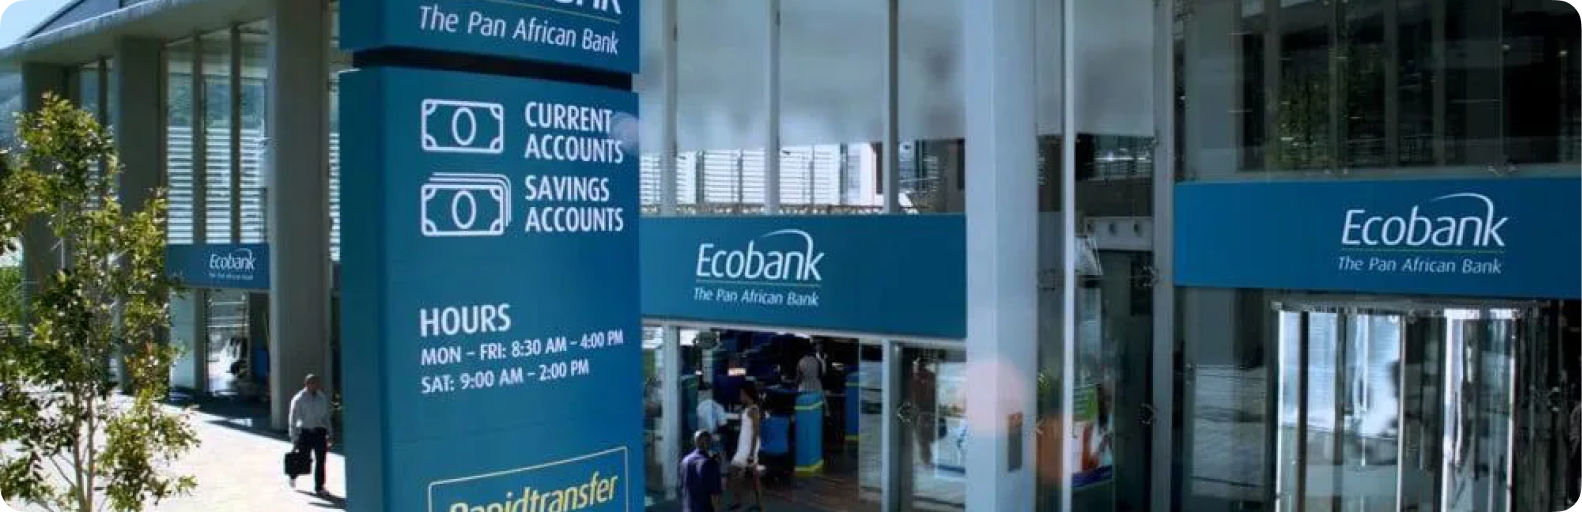 The Pan African Bank
CURRENT
ACCOUNTS
SAVINGS
ACCOUNTS
HOURS
MON - FRI: 8:30 AM - 4:00 PM
SAT: 9:00 AM - 2:00 PM
Rapidtransfer
Ecobank
Ecobank
The Pan African Bank
Ecobank
The Pan African Bank